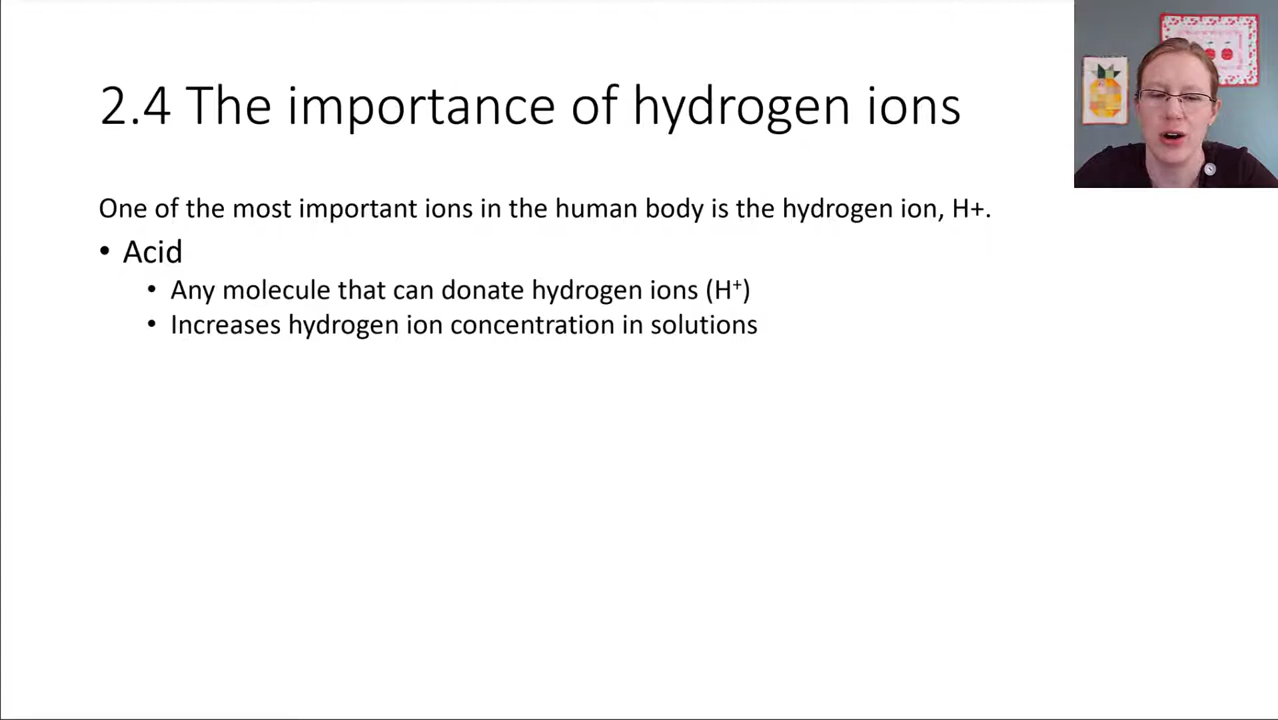 2.4 The importance of hydrogen ions
One of the most important ions in the human body is the hydrogen ion, H+.
• Acid
• Any molecule that can donate hydrogen ions (H⁺)
• Increases hydrogen ion concentration in solutions